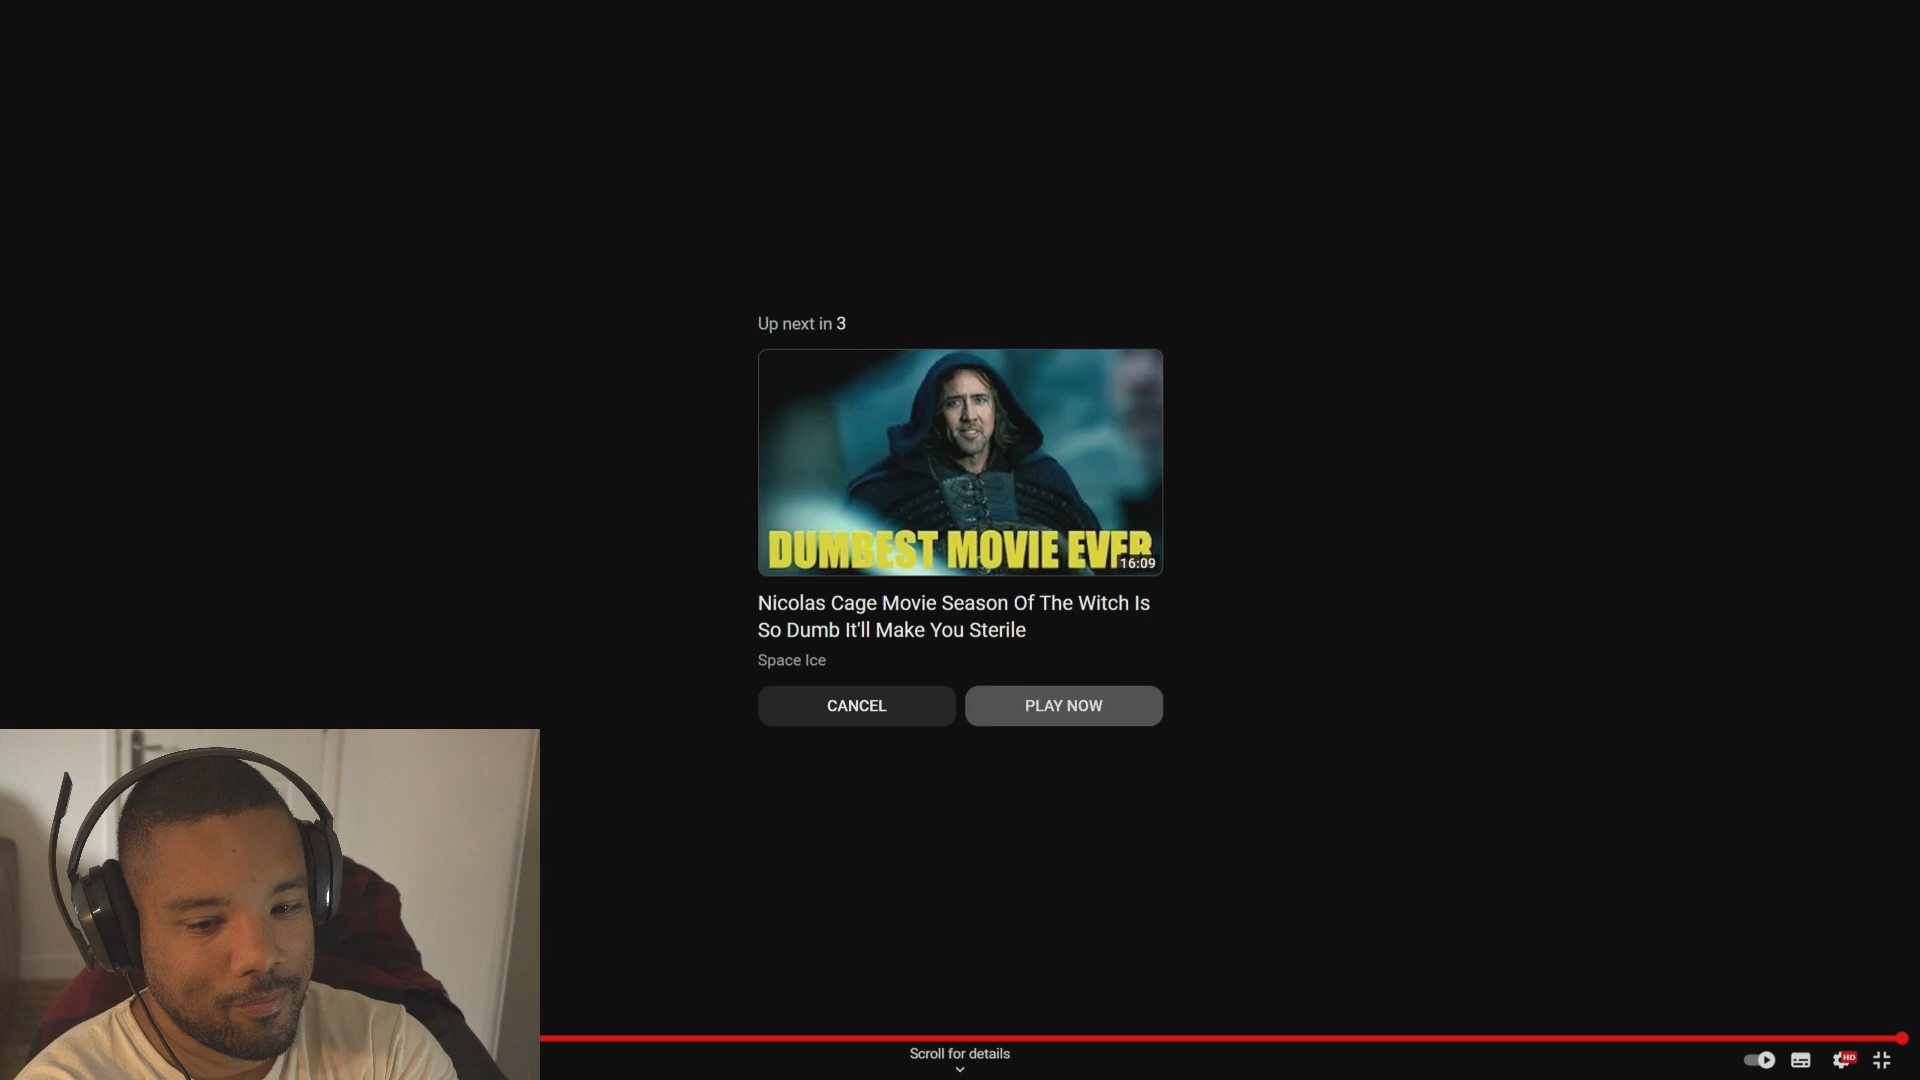 Up next in 3
DUMBEST MOVIE EVER
16:09
Nicolas Cage Movie Season Of The Witch Is
So Dumb It'll Make You Sterile
Space Ice
CANCEL
PLAY NOW
Scroll for details
HD